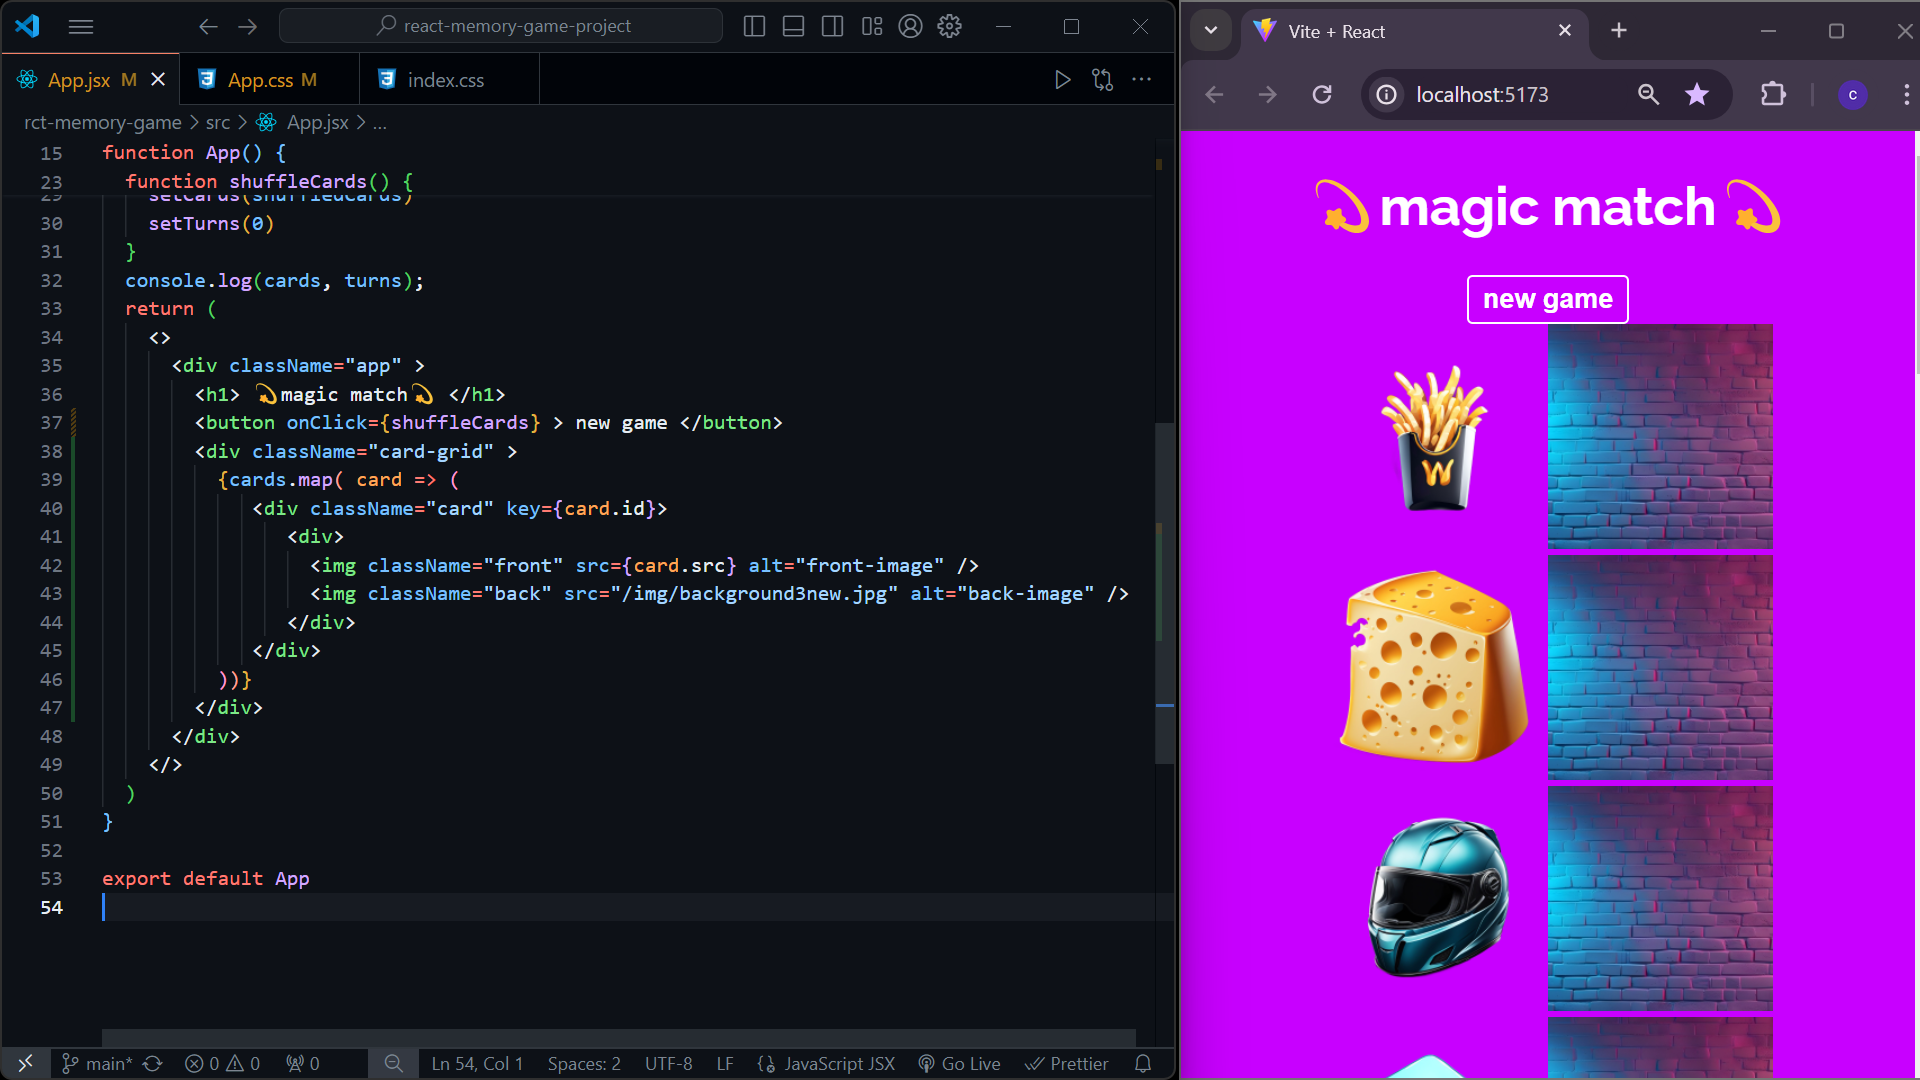 react-memory-game-project
App.jsx M
App.css M
index.css
rct-memory-game > src > App.jsx > ...
15 function App() {
23 function shuffleCards() {
29 setCards(shuffledCards)
30 setTurns(0)
31 }
32 console.log(cards, turns);
33 return (
34 <>
35 <div className="app" >
36 <h1> 💫magic match💫 </h1>
37 <button onClick={shuffleCards} > new game </button>
38 <div className="card-grid" >
39 {cards.map( card => (
40 <div className="card" key={card.id}>
41 <div>
42 <img className="front" src={card.src} alt="front-image" />
43 <img className="back" src="/img/background3new.jpg" alt="back-image" />
44 </div>
45 </div>
46 ))}
47 </div>
48 </div>
49 </>
50 )
51 }
52
53 export default App
54
main* 0 0 0 Ln 54, Col 1 Spaces: 2 UTF-8 LF {} JavaScript JSX Go Live Prettier
Vite + React
localhost:5173
c
💫 magic match 💫
new game
W